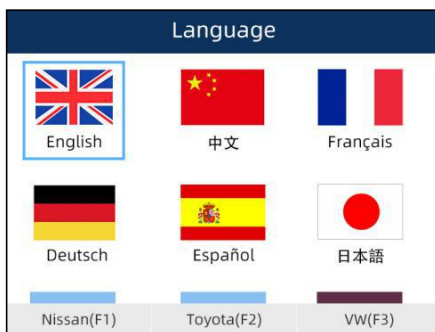 Language
English
中文
Français
Deutsch
Español
日本語
Nissan(F1)
Toyota(F2)
VW(F3)